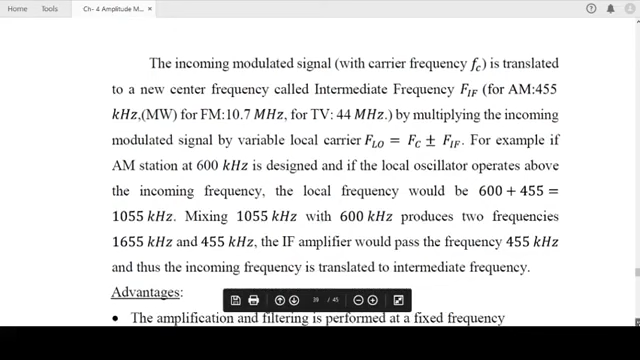 Home Tools Ch- 4 Amplitude M... ×
The incoming modulated signal (with carrier frequency f_c) is translated
to a new center frequency called Intermediate Frequency F_IF (for AM:455
kHz,(MW) for FM:10.7 MHz, for TV: 44 MHz.) by multiplying the incoming
modulated signal by variable local carrier F_LO = F_C ± F_IF. For example if
AM station at 600 kHz is designed and if the local oscillator operates above
the incoming frequency, the local frequency would be 600 + 455 =
1055 kHz. Mixing 1055 kHz with 600 kHz produces two frequencies
1655 kHz and 455 kHz, the IF amplifier would pass the frequency 455 kHz
and thus the incoming frequency is translated to intermediate frequency.
Advantages:
39 / 45
• The amplification and filtering is performed at a fixed frequency